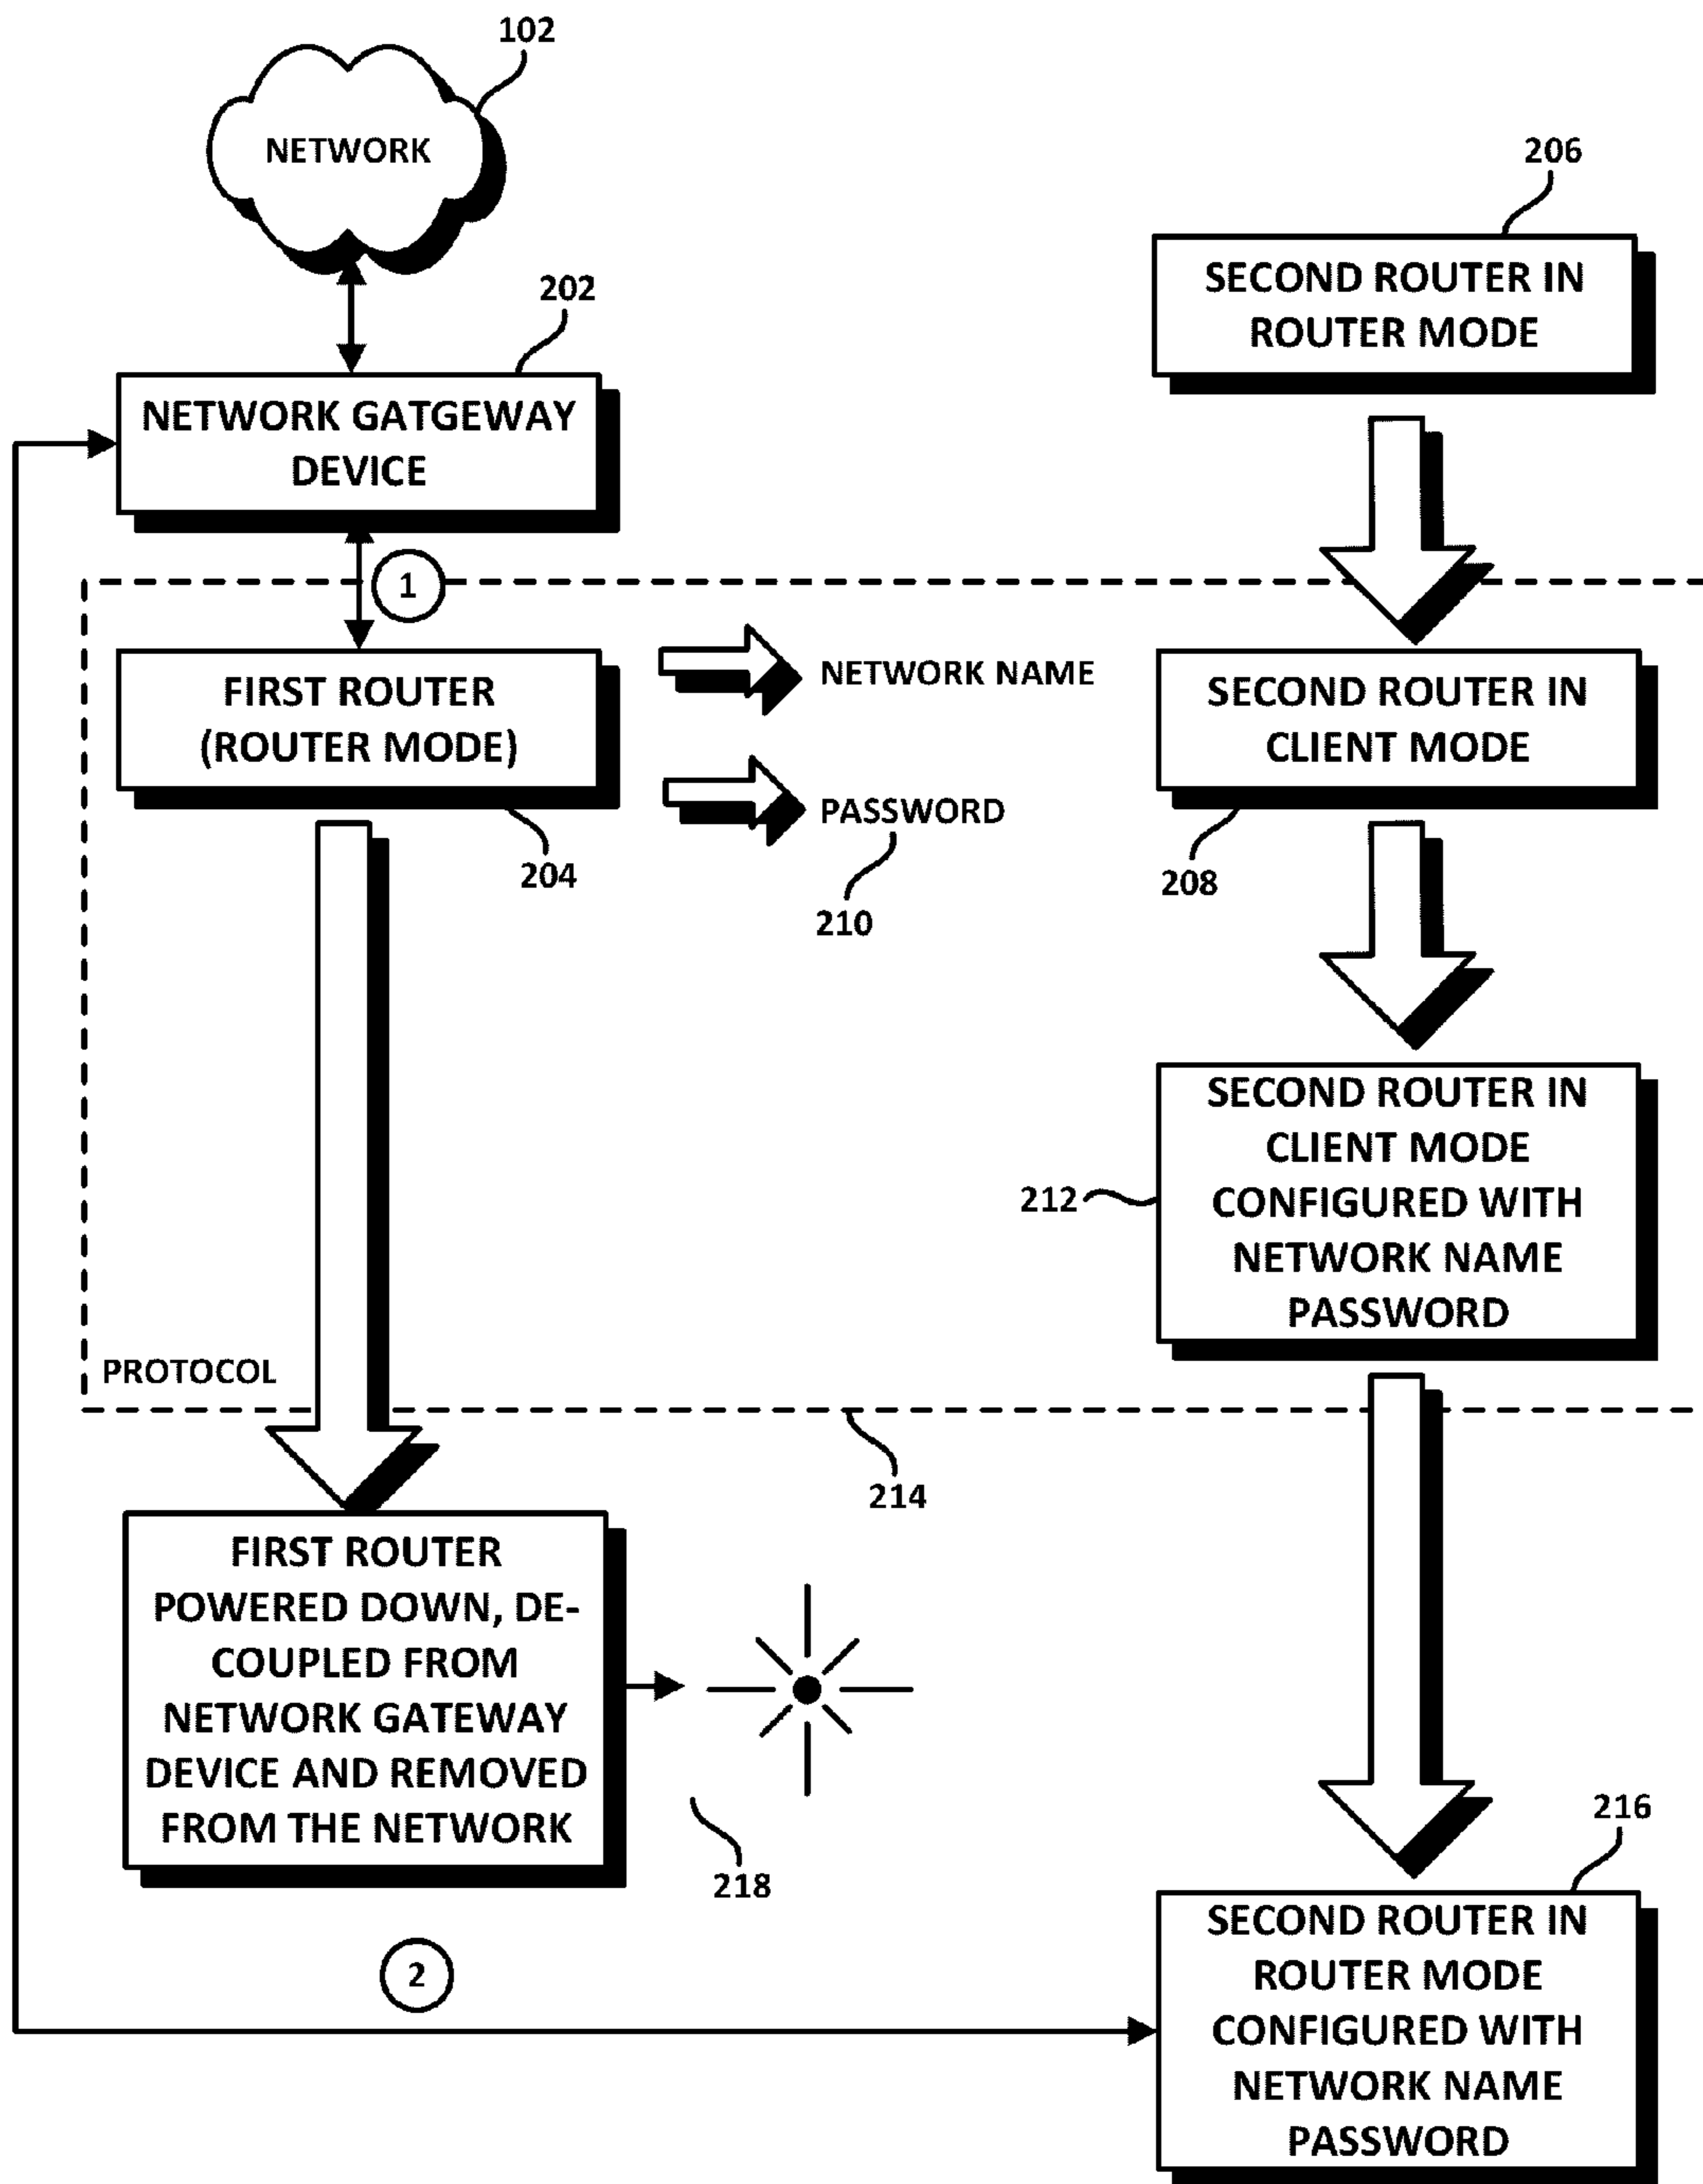 102
NETWORK
206
SECOND ROUTER IN
ROUTER MODE
202
NETWORK GATGEWAY
DEVICE
1
FIRST ROUTER
(ROUTER MODE)
204
NETWORK NAME
PASSWORD
210
SECOND ROUTER IN
CLIENT MODE
208
SECOND ROUTER IN
CLIENT MODE
CONFIGURED WITH
NETWORK NAME
PASSWORD
212
PROTOCOL
214
FIRST ROUTER
POWERED DOWN, DE-
COUPLED FROM
NETWORK GATEWAY
DEVICE AND REMOVED
FROM THE NETWORK
218
216
2
SECOND ROUTER IN
ROUTER MODE
CONFIGURED WITH
NETWORK NAME
PASSWORD